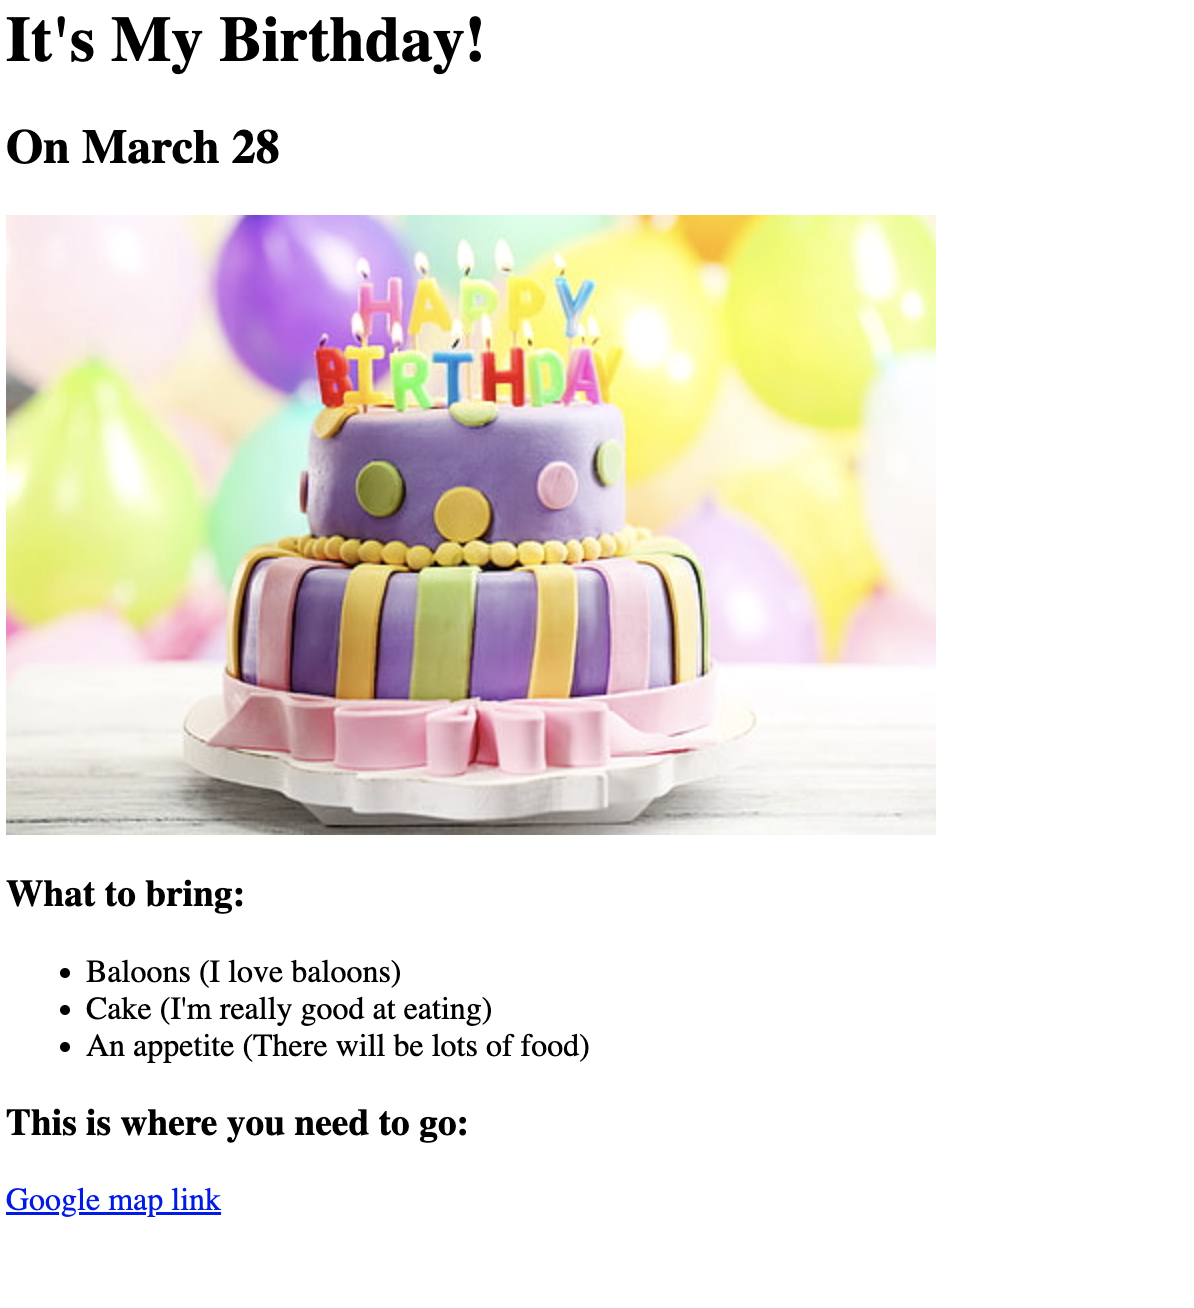 It's My Birthday!
On March 28
HAPPY
BIRTHDAY
What to bring:
Baloons (I love baloons)
Cake (I'm really good at eating)
An appetite (There will be lots of food)
This is where you need to go:
Google map link